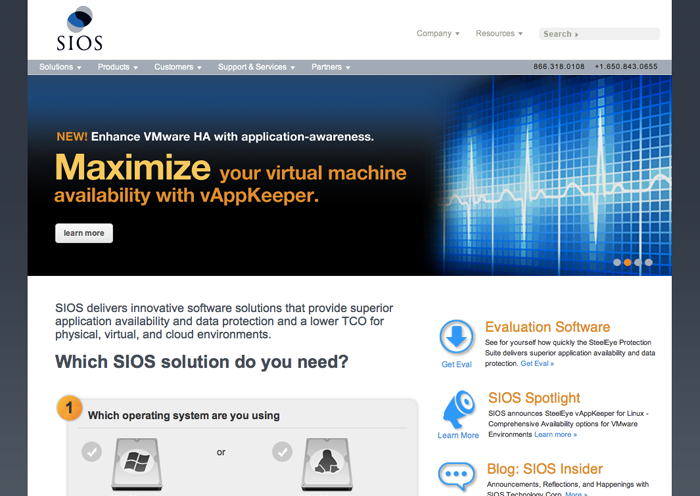 SIOS
Company
Resources
Search
Solutions
Products
Customers
Support & Services
Partners
866.318.0108 +1.650.843.0655
NEW! Enhance VMware HA with application-awareness.
Maximize your virtual machine
availability with vAppKeeper.
learn more
SIOS delivers innovative software solutions that provide superior
application availability and data protection and a lower TCO for
physical, virtual, and cloud environments.
Which SIOS solution do you need?
1
Which operating system are you using
or
Get Eval
Evaluation Software
See for yourself how quickly the SteelEye Protection
Suite delivers superior application availability and data
protection. Get Eval »
Learn More
SIOS Spotlight
SIOS announces SteelEye vAppKeeper for Linux -
Comprehensive Availability options for VMware
Environments Learn more »
Blog: SIOS Insider
Announcements, Reflections, and Happenings with
SIOS Technology Corp. More »